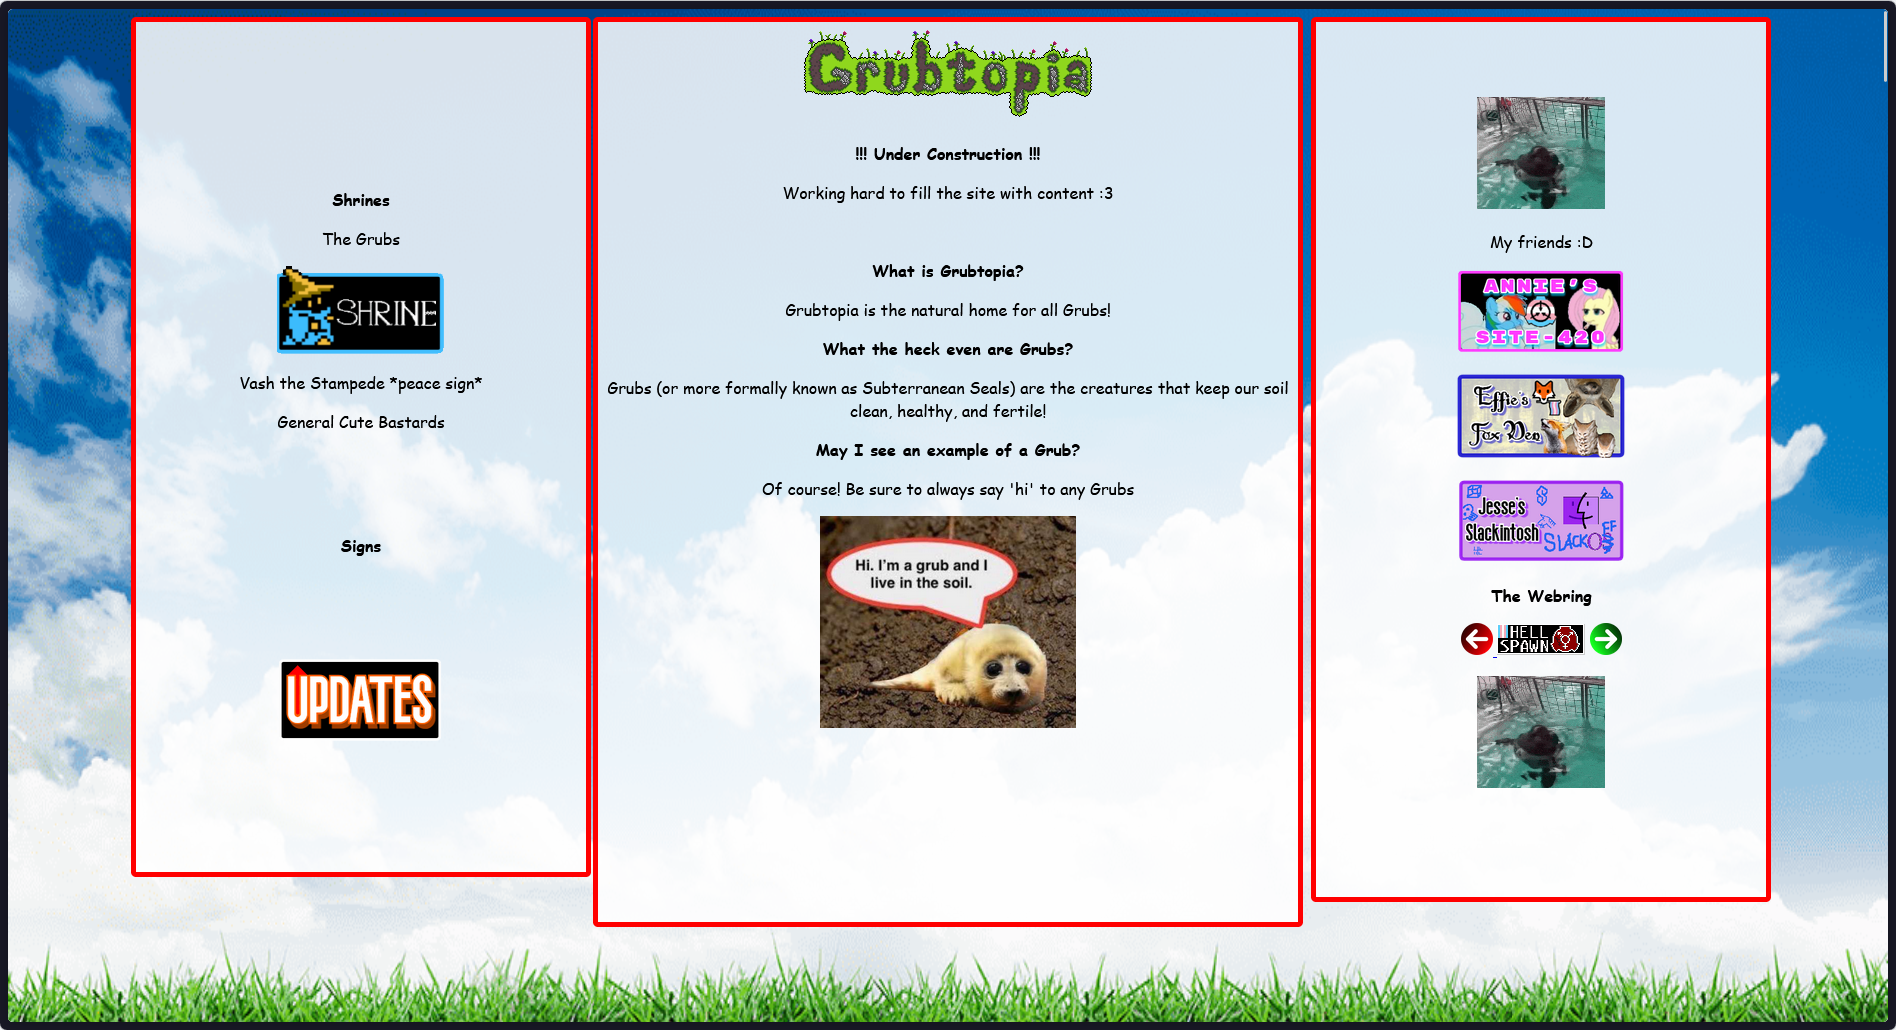 Shrines
The Grubs
SHRINE
Vash the Stampede *peace sign*
General Cute Bastards
Signs
UPDATES
Grubtopia
!!! Under Construction !!!
Working hard to fill the site with content :3
What is Grubtopia?
Grubtopia is the natural home for all Grubs!
What the heck even are Grubs?
Grubs (or more formally known as Subterranean Seals) are the creatures that keep our soil
clean, healthy, and fertile!
May I see an example of a Grub?
Of course! Be sure to always say 'hi' to any Grubs
Hi. I'm a grub and I
live in the soil.
My friends :D
ANNIE'S
SITE-420
Effie's
Fox Den
Jesse's
Slackintosh
SLACK
The Webring
HELL
SPAWN